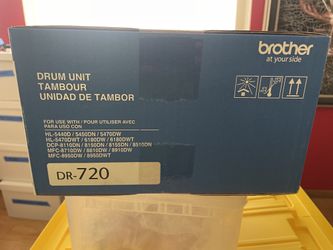 brother
at your side
DRUM UNIT
TAMBOUR
UNIDAD DE TAMBOR
FOR USE WITH / POUR UTILISER AVEC
PARA USO CON
HL-5440D / 5450DN / 5470DW
HL-5470DWT / 6180DW / 6180DWT
DCP-8110DN / 8150DN / 8155DN / 8510DN
MFC-8710DW / 8810DW / 8910DW
MFC-8950DW / 8950DWT
DR-720